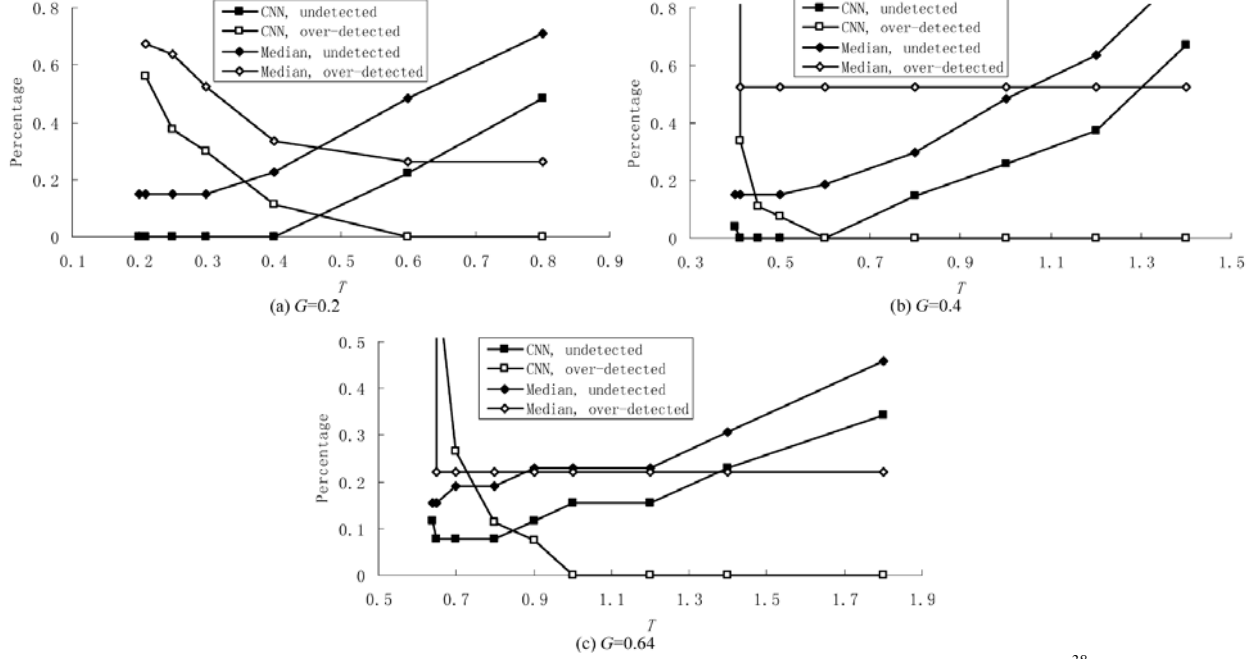 0.8
0.6
0.4
0.2
0
Percentage
CNN, undetected
CNN, over-detected
Median, undetected
Median, over-detected
0.1 0.2 0.3 0.4 0.5 0.6 0.7 0.8 0.9
T
(a) G=0.2
0.8
0.6
0.4
0.2
0
Percentage
CNN, undetected
CNN, over-detected
Median, undetected
Median, over-detected
0.3 0.5 0.7 0.9 1.1 1.3 1.5
T
(b) G=0.4
0.5
0.4
0.3
0.2
0.1
0
Percentage
CNN, undetected
CNN, over-detected
Median, undetected
Median, over-detected
0.5 0.7 0.9 1.1 1.3 1.5 1.7 1.9
T
(c) G=0.64